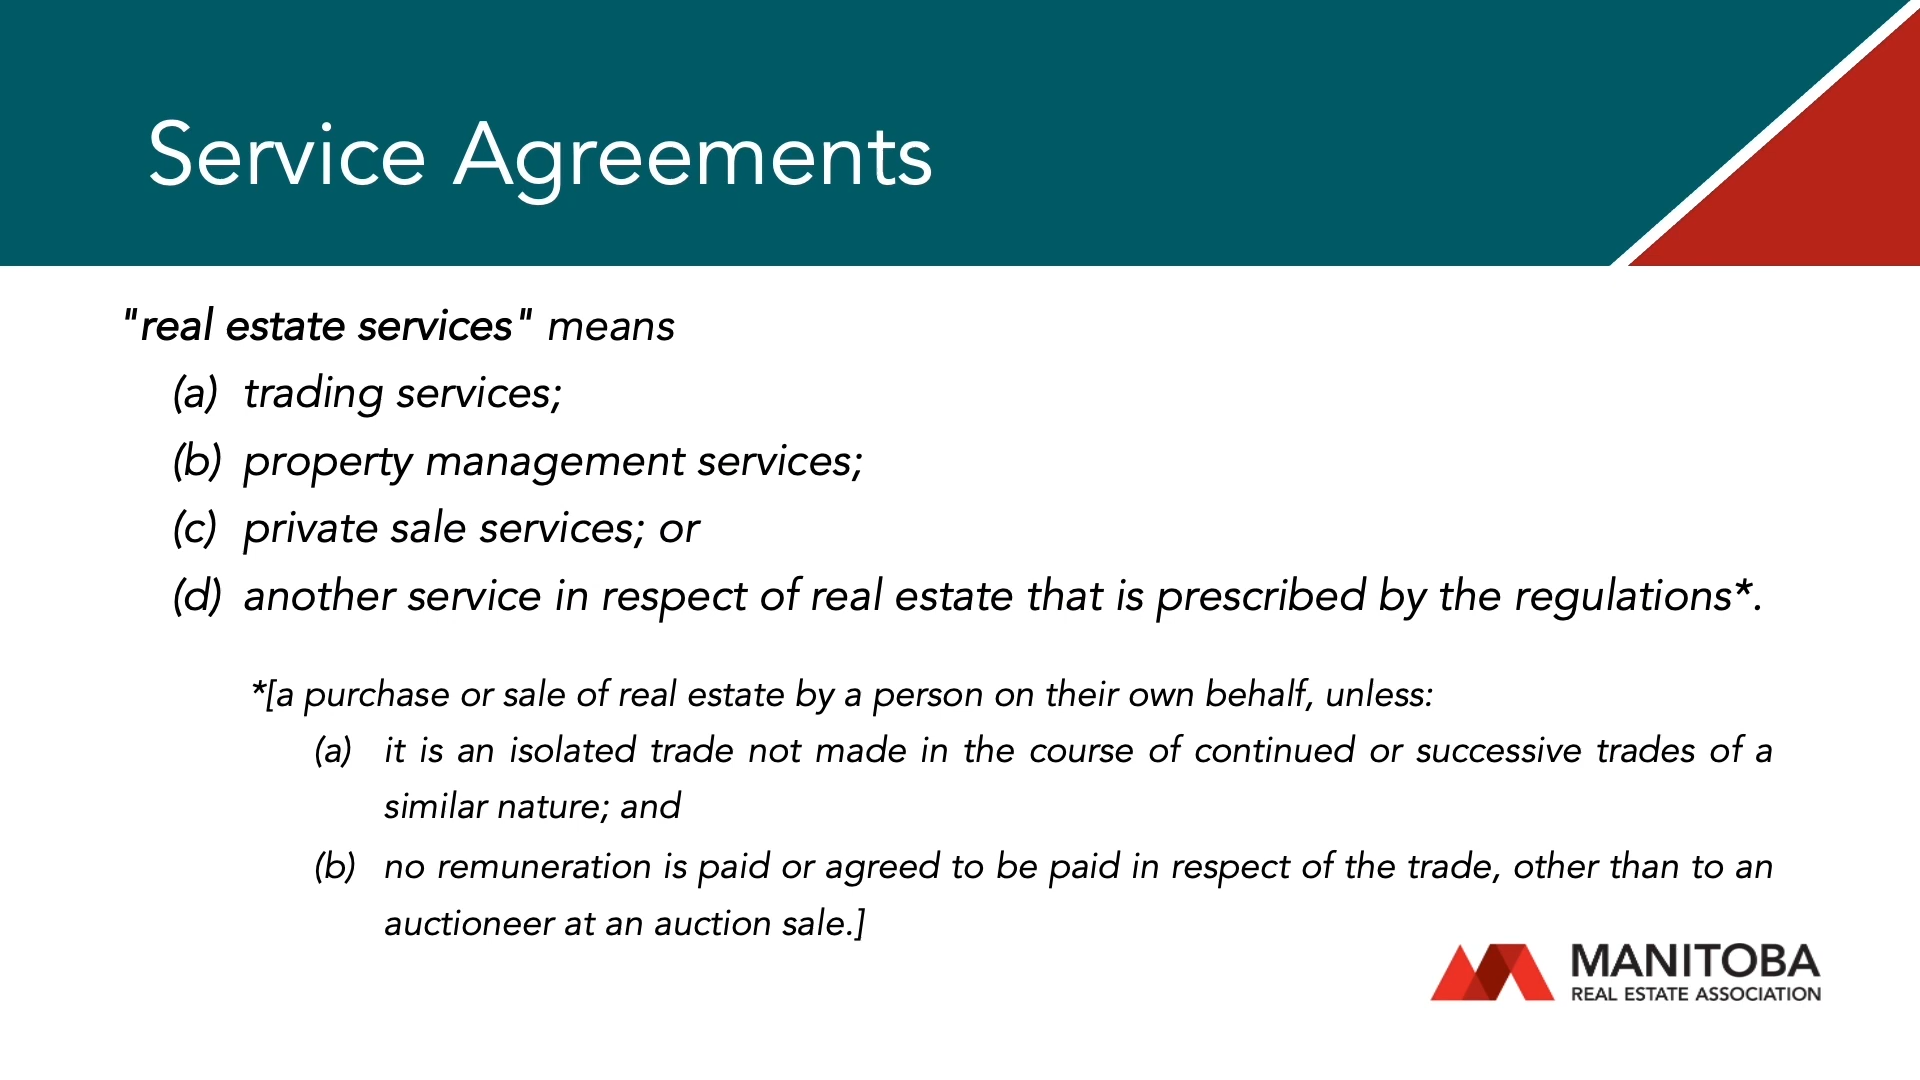 Service Agreements
"real estate services" means
(a) trading services;
(b) property management services;
(c) private sale services; or
(d) another service in respect of real estate that is prescribed by the regulations*.
*[a purchase or sale of real estate by a person on their own behalf, unless:
(a) it is an isolated trade not made in the course of continued or successive trades of a
similar nature; and
(b) no remuneration is paid or agreed to be paid in respect of the trade, other than to an
auctioneer at an auction sale.]
MANITOBA
REAL ESTATE ASSOCIATION